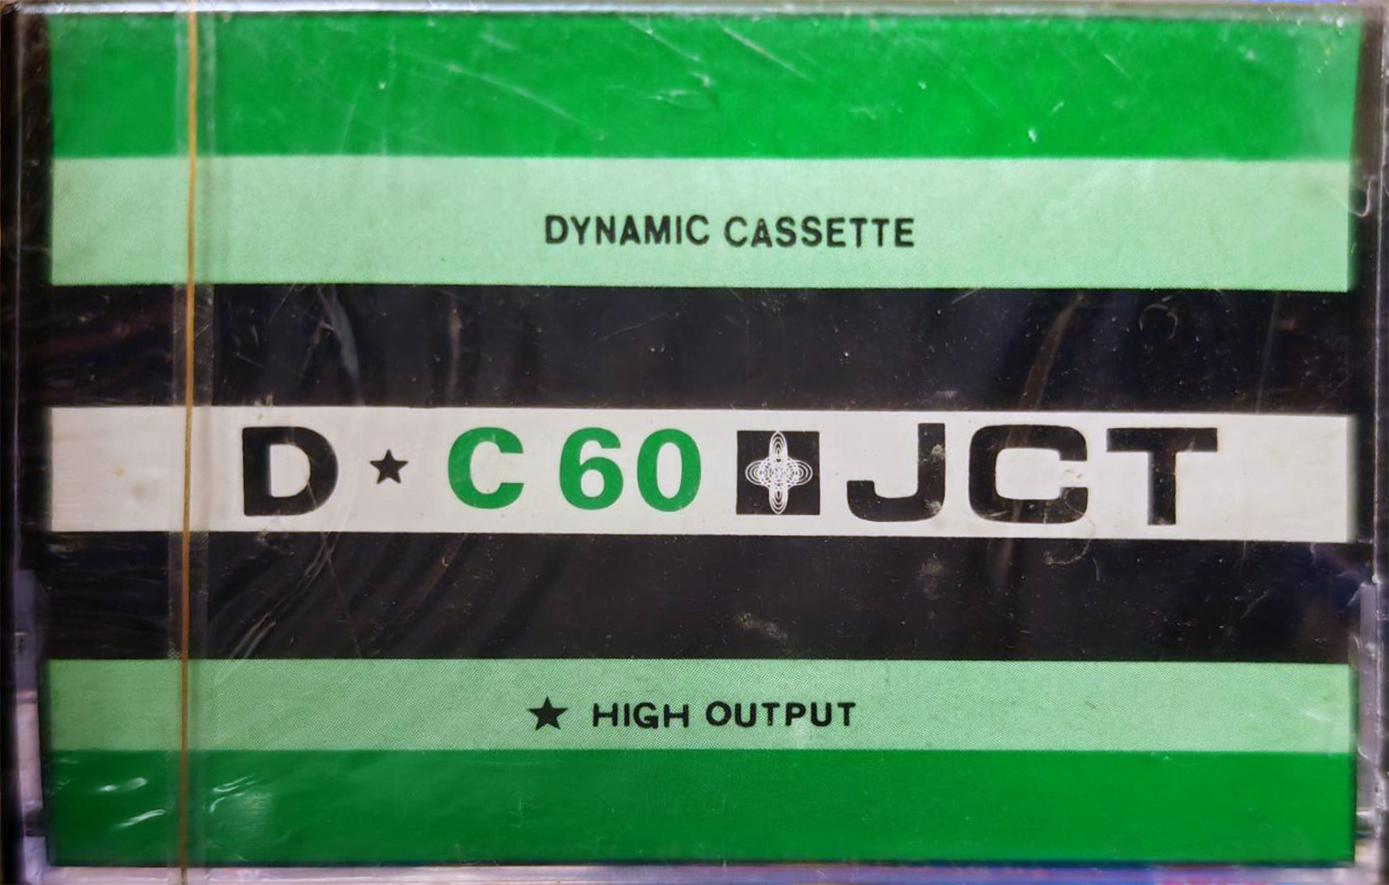 DYNAMIC CASSETTE
D★C 60 JCT
★ HIGH OUTPUT